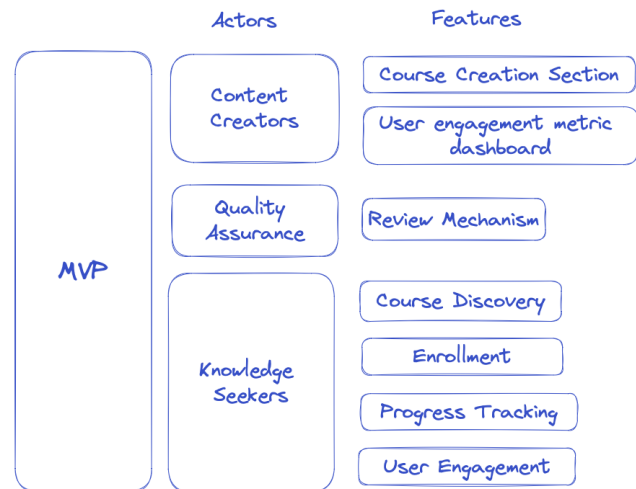 Actors
Features
MVP
Content
Creators
Course Creation Section
User engagement metric
dashboard
Quality
Assurance
Review Mechanism
Knowledge
Seekers
Course Discovery
Enrollment
Progress Tracking
User Engagement